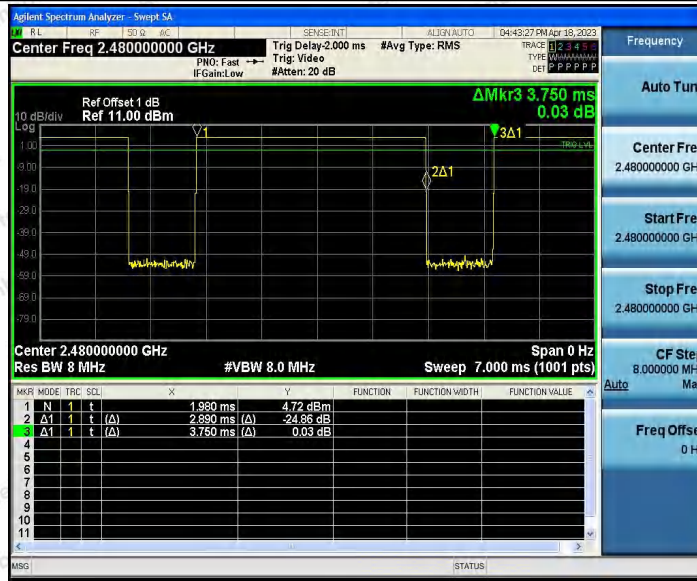 Agilent Spectrum Analyzer - Swept SA
RL RF 50 Ω AC SENSE:INT ALIGN AUTO 04:43:27 PM Apr 18, 2023
Center Freq 2.480000000 GHz
PNO: Fast
IFGain:Low
Trig Delay-2.000 ms
Trig: Video
#Atten: 20 dB
#Avg Type: RMS
TRACE 1 2 3 4 5 6
TYPE WWWWWW
DET P P P P P P
Ref Offset 1 dB
10 dB/div Ref 11.00 dBm
Log
ΔMkr3 3.750 ms
0.03 dB
1.00
-9.00
-19.0
-29.0
-39.0
-49.0
-59.0
-69.0
-79.0
1
2Δ1
3Δ1
TRIG LVL
Center 2.480000000 GHz Span 0 Hz
Res BW 8 MHz #VBW 8.0 MHz Sweep 7.000 ms (1001 pts)
MKR MODE TRC SCL X Y FUNCTION FUNCTION WIDTH FUNCTION VALUE
1 N 1 t 1.980 ms 4.72 dBm
2 Δ1 1 t (Δ) 2.890 ms (Δ) -24.86 dB
3 Δ1 1 t (Δ) 3.750 ms (Δ) 0.03 dB
4
5
6
7
8
9
10
11
MSG STATUS
Frequency
Auto Tun
Center Fre
2.480000000 GH
Start Fre
2.480000000 GH
Stop Fre
2.480000000 GH
CF Ste
8.000000 MH
Auto Ma
Freq Offse
0 H